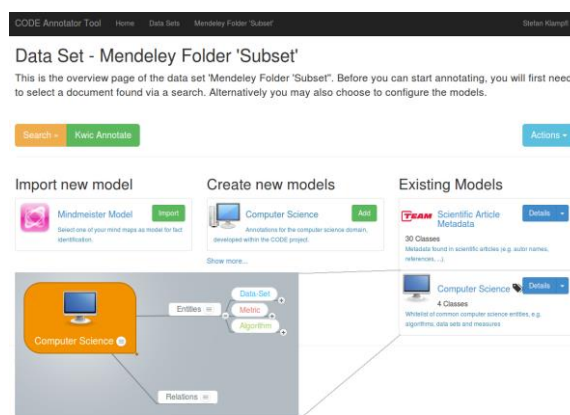 CODE Annotator Tool Home Data Sets Mendeley Folder 'Subset' Stefan Klampfl
Data Set - Mendeley Folder 'Subset'
This is the overview page of the data set 'Mendeley Folder 'Subset''. Before you can start annotating, you will first need
to select a document found via a search. Alternatively you may also choose to configure the models.
Search Kwic Annotate Actions
Import new model
Mindmeister Model Import
Select one of your mind maps as model for fact
identification.
Create new models
Computer Science Add
Annotations for the computer science domain,
developed within the CODE project.
Show more...
Existing Models
TEAM Scientific Article
Metadata
Details
30 Classes
Metadata found in scientific articles (e.g. autor names,
references, ...).
Computer Science Details
4 Classes
Whitelist of common computer science entities, e.g.
algorithms, data sets and measures
Computer Science
Entities
Data-Set
Metric
Algorithm
Relations